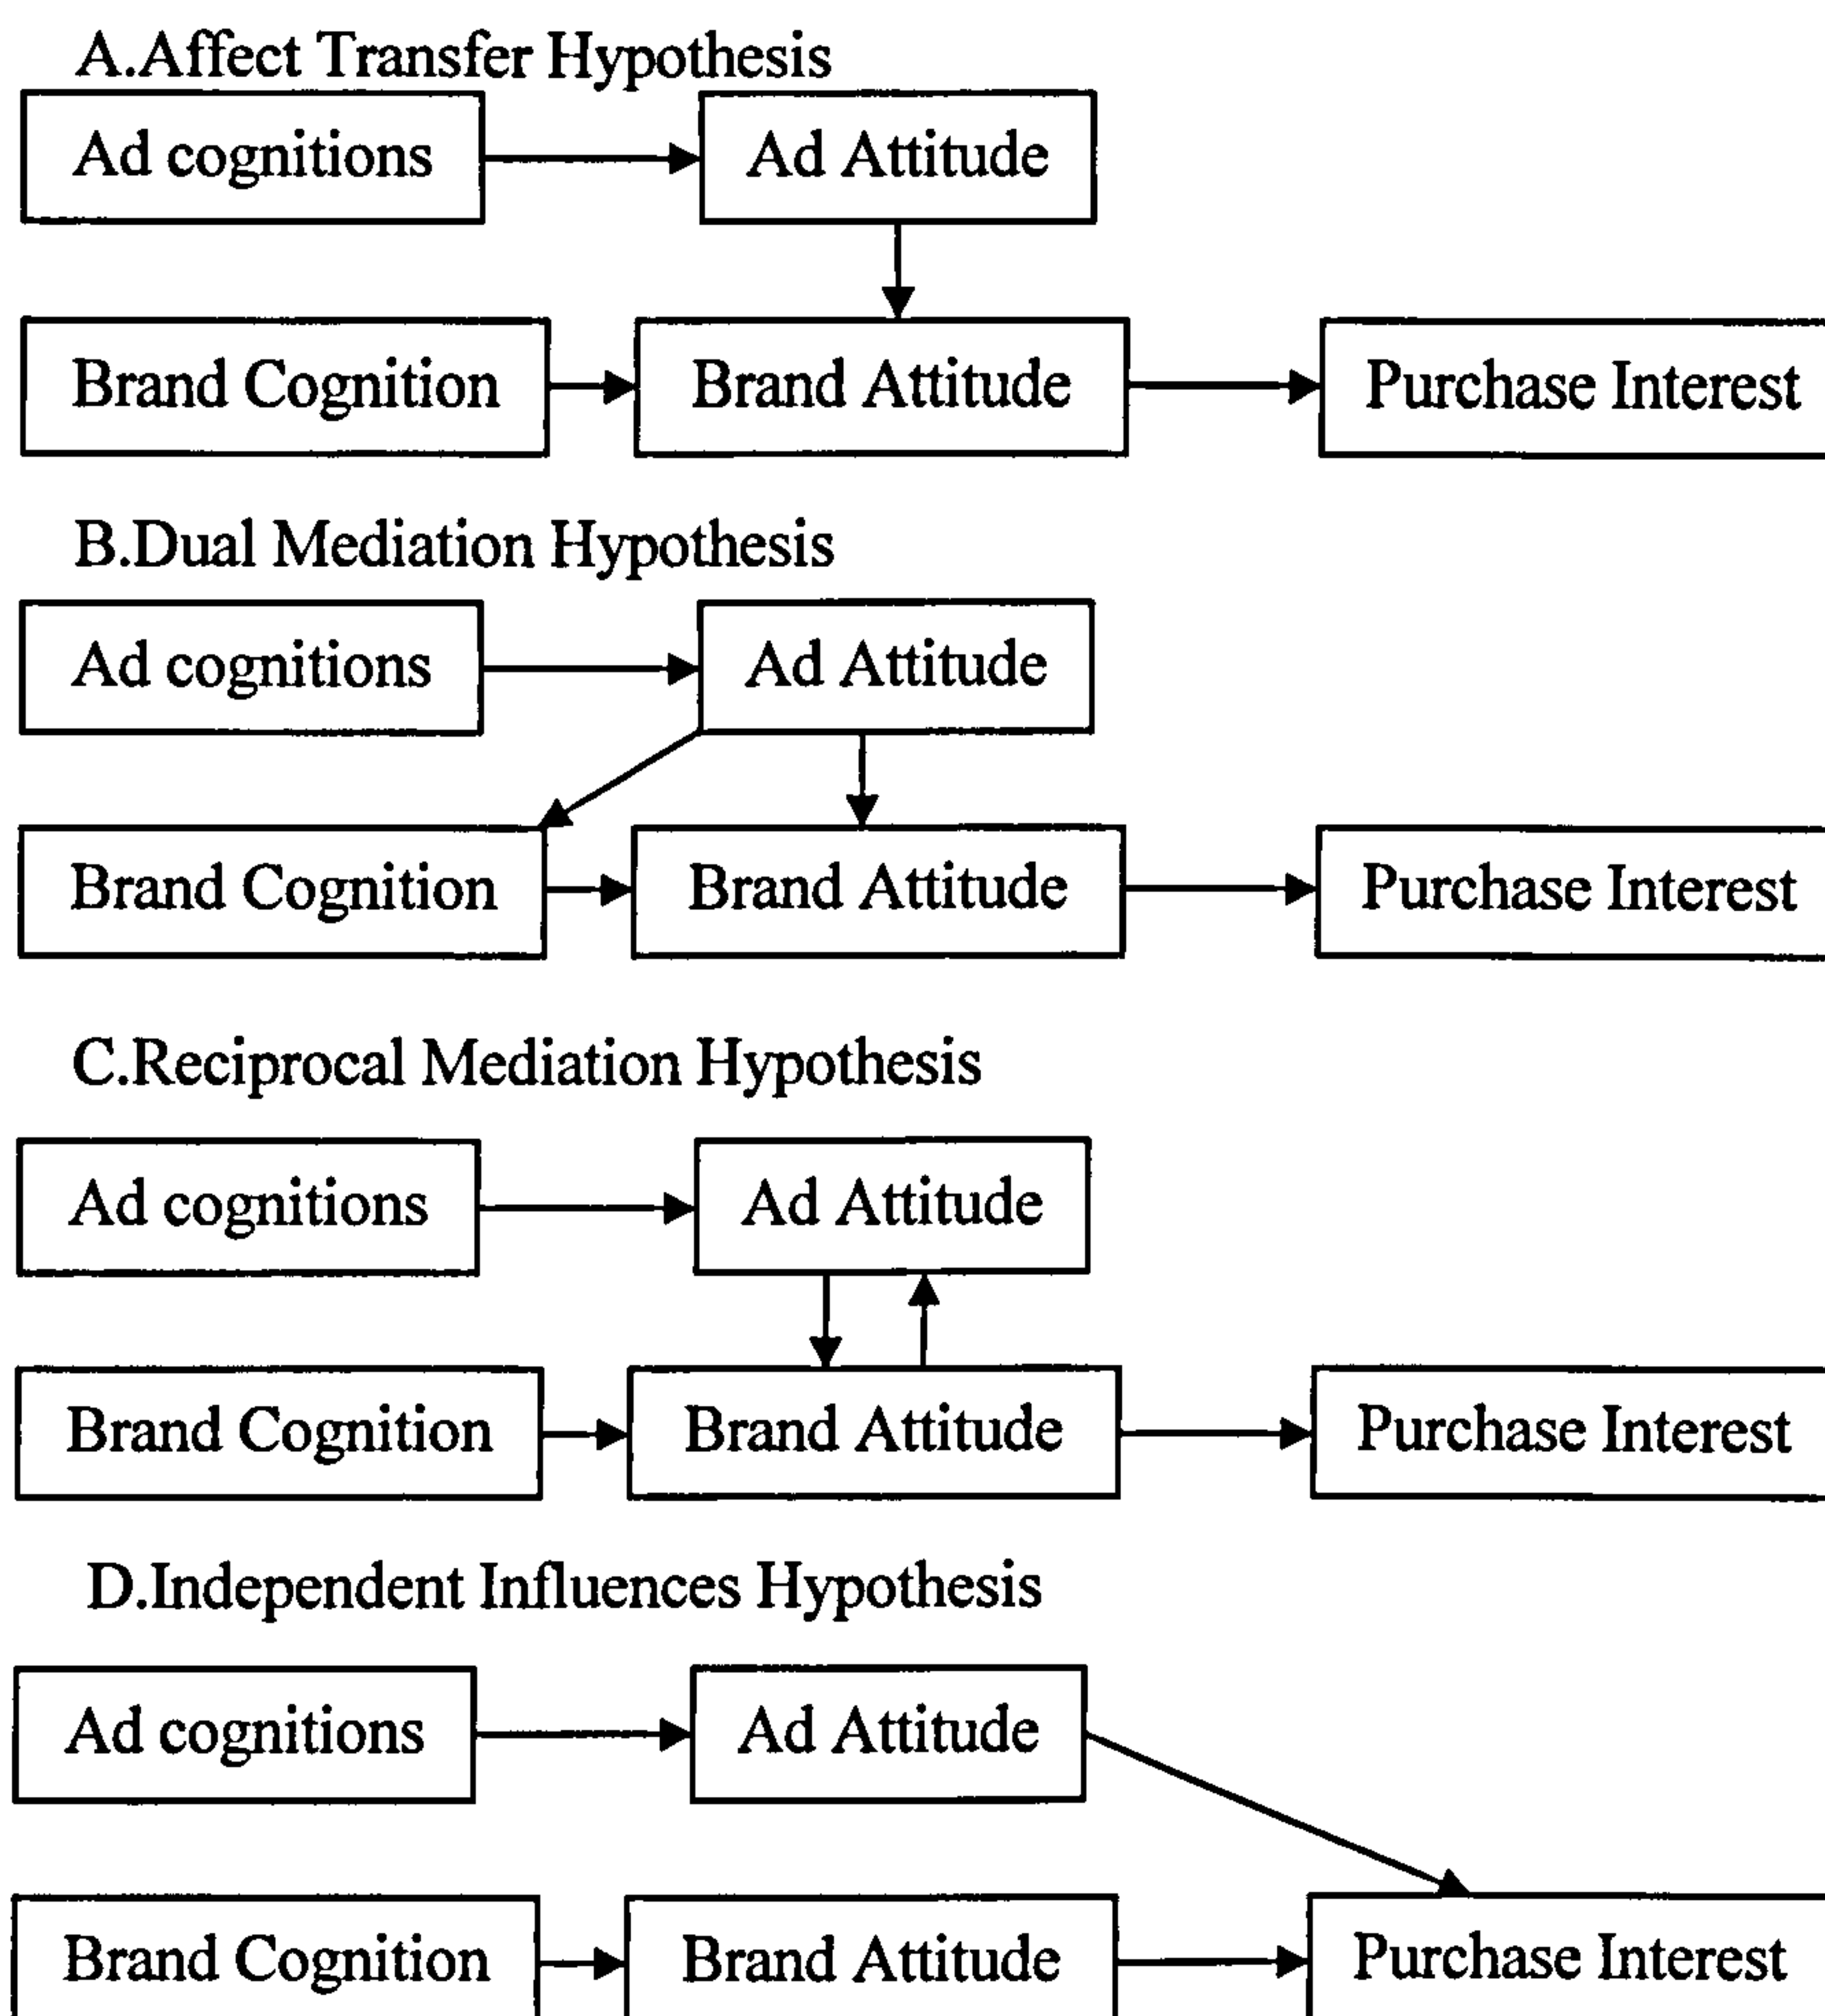 A.Affect Transfer Hypothesis
Ad cognitions
Ad Attitude
Brand Cognition
Brand Attitude
Purchase Interest
B.Dual Mediation Hypothesis
Ad cognitions
Ad Attitude
Brand Cognition
Brand Attitude
Purchase Interest
C.Reciprocal Mediation Hypothesis
Ad cognitions
Ad Attitude
Brand Cognition
Brand Attitude
Purchase Interest
D.Independent Influences Hypothesis
Ad cognitions
Ad Attitude
Brand Cognition
Brand Attitude
Purchase Interest